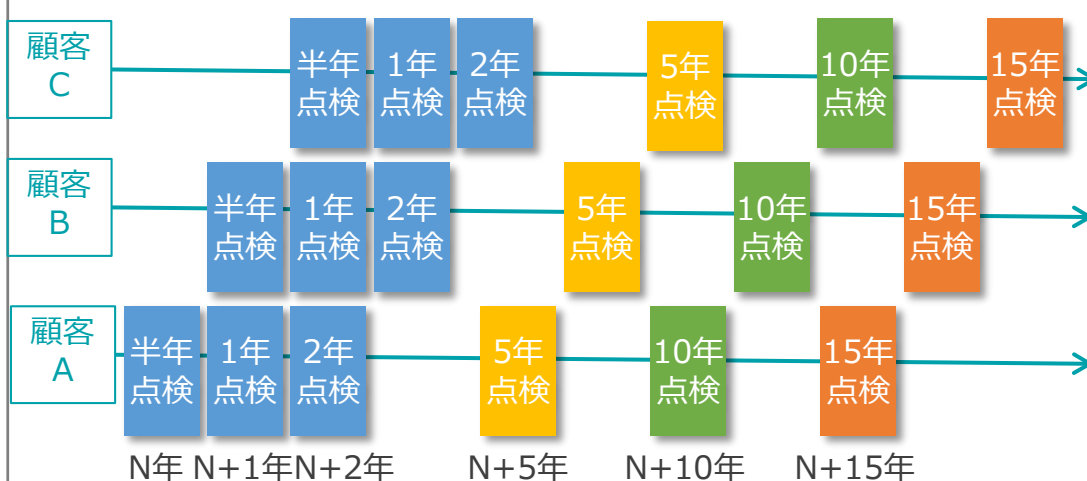 顧客
C
半年
点検
1年
点検
2年
点検
5年
点検
10年
点検
15年
点検
顧客
B
半年
点検
1年
点検
2年
点検
5年
点検
10年
点検
15年
点検
顧客
A
半年
点検
1年
点検
2年
点検
5年
点検
10年
点検
15年
点検
N年 N+1年 N+2年 N+5年 N+10年 N+15年